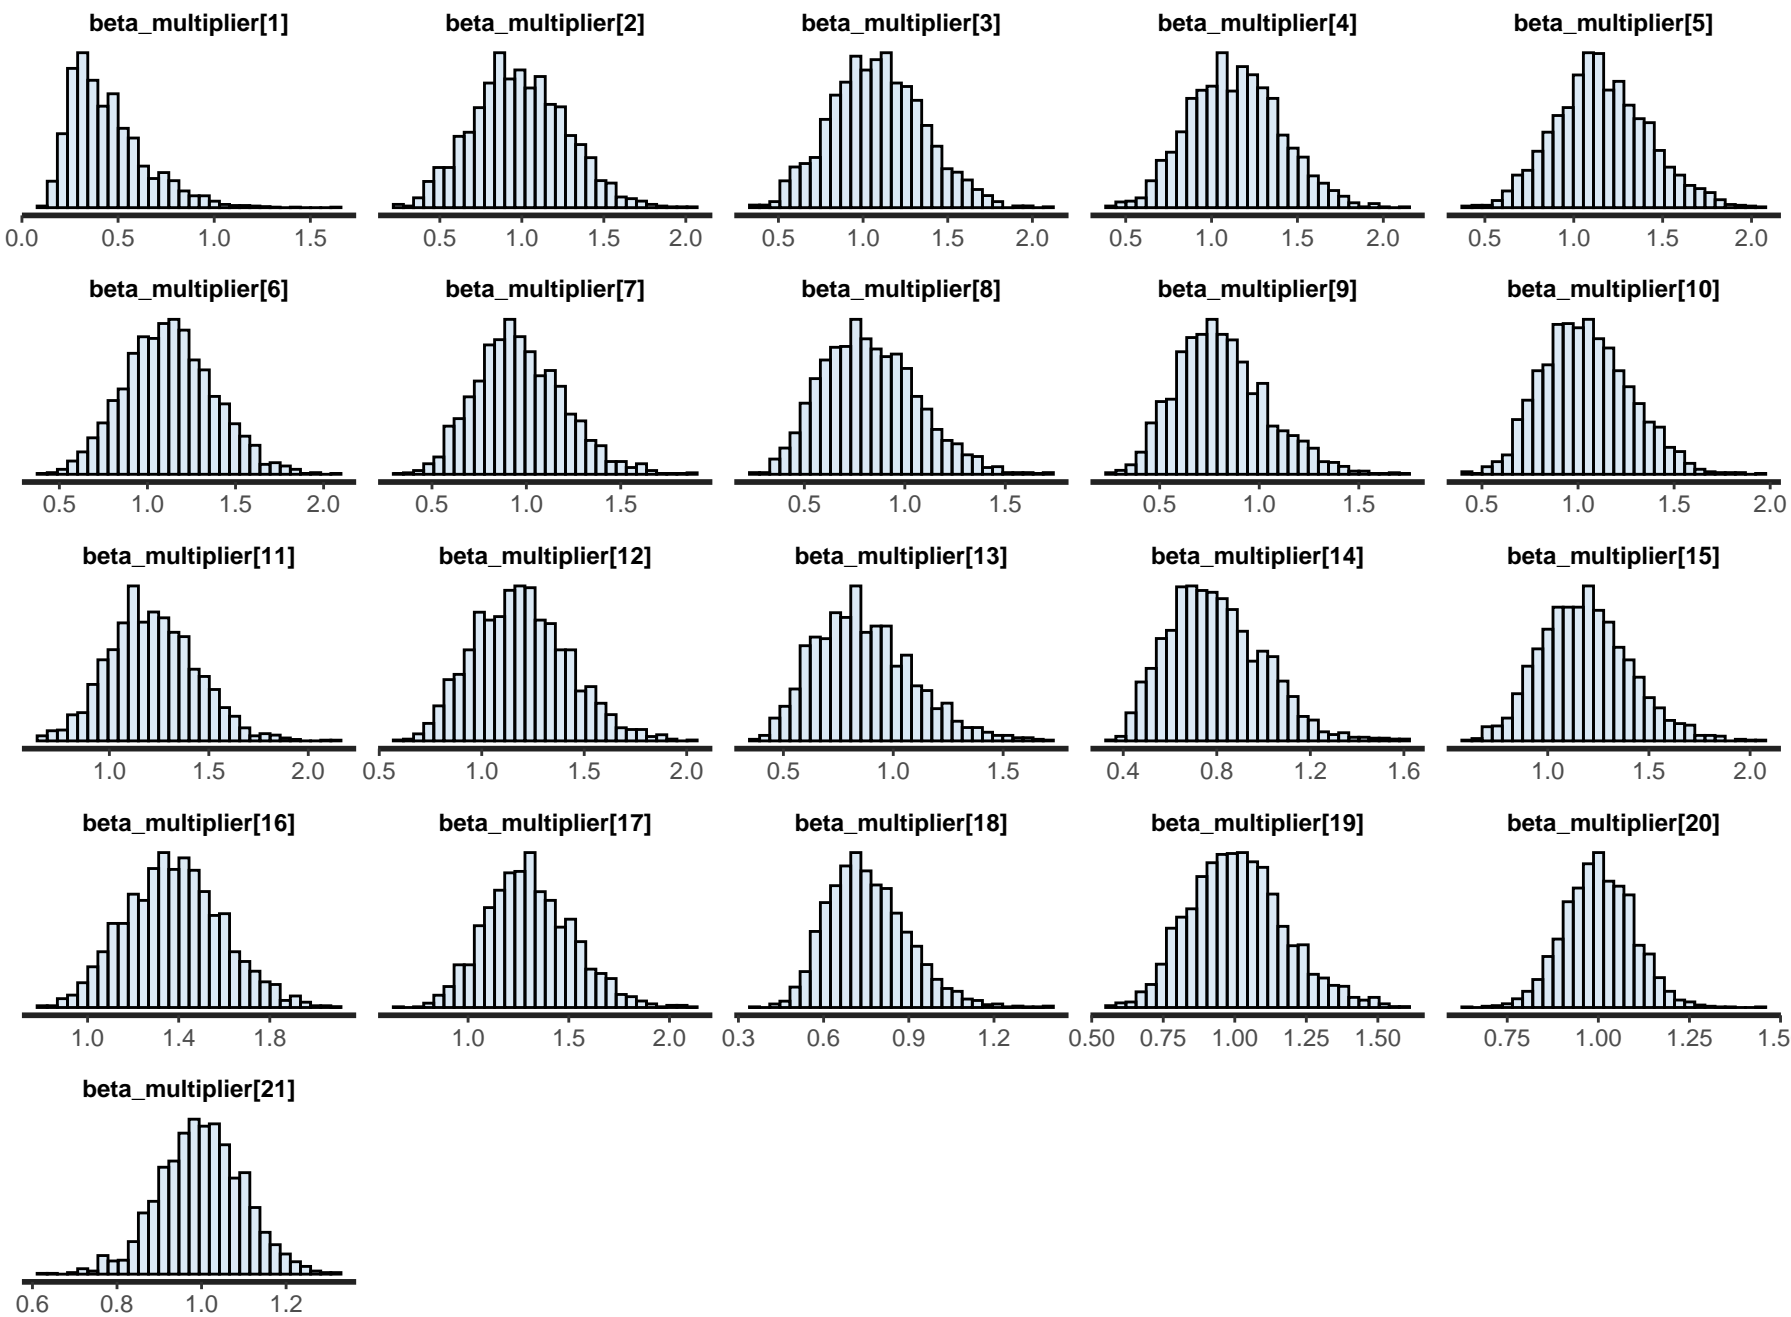 beta_multiplier[1] beta_multiplier[2] beta_multiplier[3] beta_multiplier[4] beta_multiplier[5]
0.0 0.5 1.0 1.5 0.5 1.0 1.5 2.0 0.5 1.0 1.5 2.0 0.5 1.0 1.5 2.0 0.5 1.0 1.5 2.0
beta_multiplier[6] beta_multiplier[7] beta_multiplier[8] beta_multiplier[9] beta_multiplier[10]
0.5 1.0 1.5 2.0 0.5 1.0 1.5 0.5 1.0 1.5 0.5 1.0 1.5 0.5 1.0 1.5 2.0
beta_multiplier[11] beta_multiplier[12] beta_multiplier[13] beta_multiplier[14] beta_multiplier[15]
1.0 1.5 2.0 0.5 1.0 1.5 2.0 0.5 1.0 1.5 0.4 0.8 1.2 1.6 1.0 1.5 2.0
beta_multiplier[16] beta_multiplier[17] beta_multiplier[18] beta_multiplier[19] beta_multiplier[20]
1.0 1.4 1.8 1.0 1.5 2.0 0.3 0.6 0.9 1.2 0.50 0.75 1.00 1.25 1.50 0.75 1.00 1.25 1.5
beta_multiplier[21]
0.6 0.8 1.0 1.2